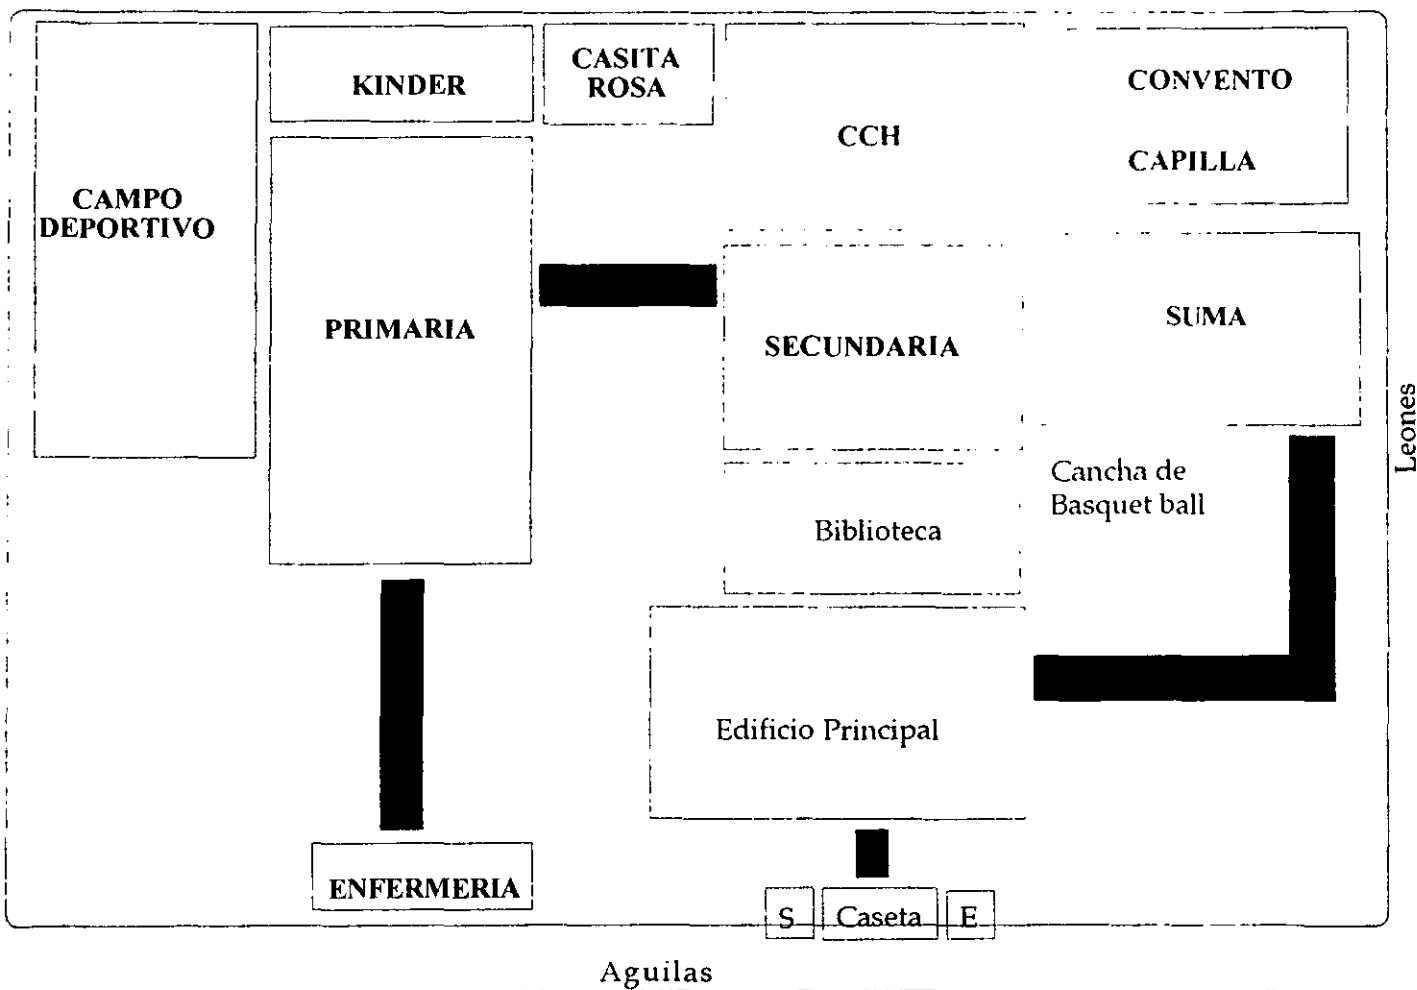 KINDER
CASITA
ROSA
CCH
CONVENTO
CAPILLA
CAMPO
DEPORTIVO
PRIMARIA
SECUNDARIA
SUMA
Leones
Cancha de
Basquet ball
Biblioteca
Edificio Principal
ENFERMERIA
S
Caseta
E
Aguilas